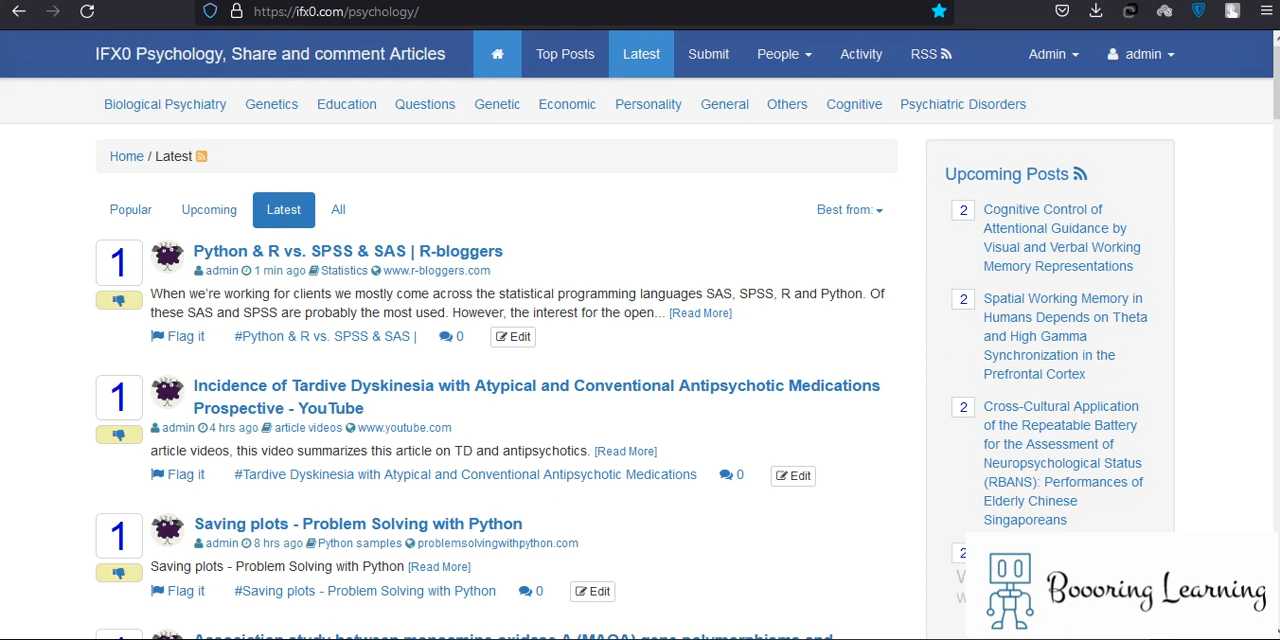 https://ifx0.com/psychology/
IFX0 Psychology, Share and comment Articles
Top Posts
Latest
Submit
People
Activity
RSS
Admin
admin
Biological Psychiatry
Genetics
Education
Questions
Genetic
Economic
Personality
General
Others
Cognitive
Psychiatric Disorders
Home / Latest
Popular
Upcoming
Latest
All
Best from:
1
Python & R vs. SPSS & SAS | R-bloggers
admin 1 min ago Statistics www.r-bloggers.com
When we're working for clients we mostly come across the statistical programming languages SAS, SPSS, R and Python. Of
these SAS and SPSS are probably the most used. However, the interest for the open... [Read More]
Flag it #Python & R vs. SPSS & SAS | 0 Edit
1
Incidence of Tardive Dyskinesia with Atypical and Conventional Antipsychotic Medications
Prospective - YouTube
admin 4 hrs ago article videos www.youtube.com
article videos, this video summarizes this article on TD and antipsychotics. [Read More]
Flag it #Tardive Dyskinesia with Atypical and Conventional Antipsychotic Medications 0 Edit
1
Saving plots - Problem Solving with Python
admin 8 hrs ago Python samples problemsolvingwithpython.com
Saving plots - Problem Solving with Python [Read More]
Flag it #Saving plots - Problem Solving with Python 0 Edit
Association study between monoamine oxidase A (MAOA) gene polymorphisms and
Upcoming Posts
2
Cognitive Control of
Attentional Guidance by
Visual and Verbal Working
Memory Representations
2
Spatial Working Memory in
Humans Depends on Theta
and High Gamma
Synchronization in the
Prefrontal Cortex
2
Cross-Cultural Application
of the Repeatable Battery
for the Assessment of
Neuropsychological Status
(RBANS): Performances of
Elderly Chinese
Singaporeans
2
Boooring Learning